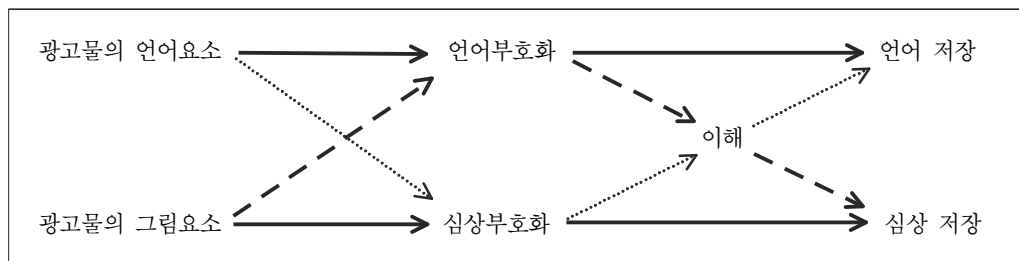 광고물의 언어요소 언어부호화 언어 저장
이해
광고물의 그림요소 심상부호화 심상 저장